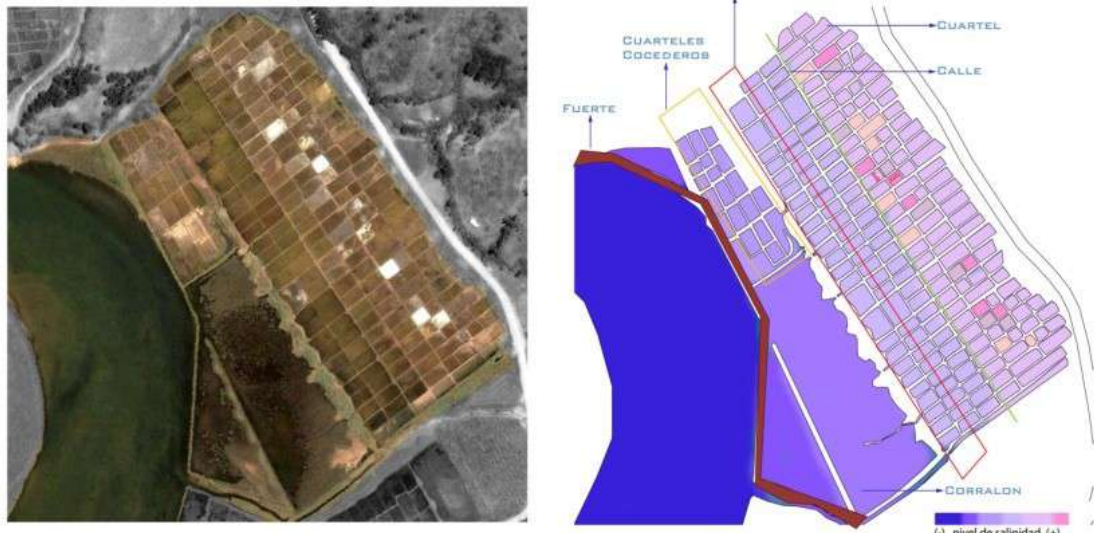 CUARTEL
CUARTELES
COCEDEROS
CALLE
FUERTE
CORRALON
(-) nivel de salinidad (+)